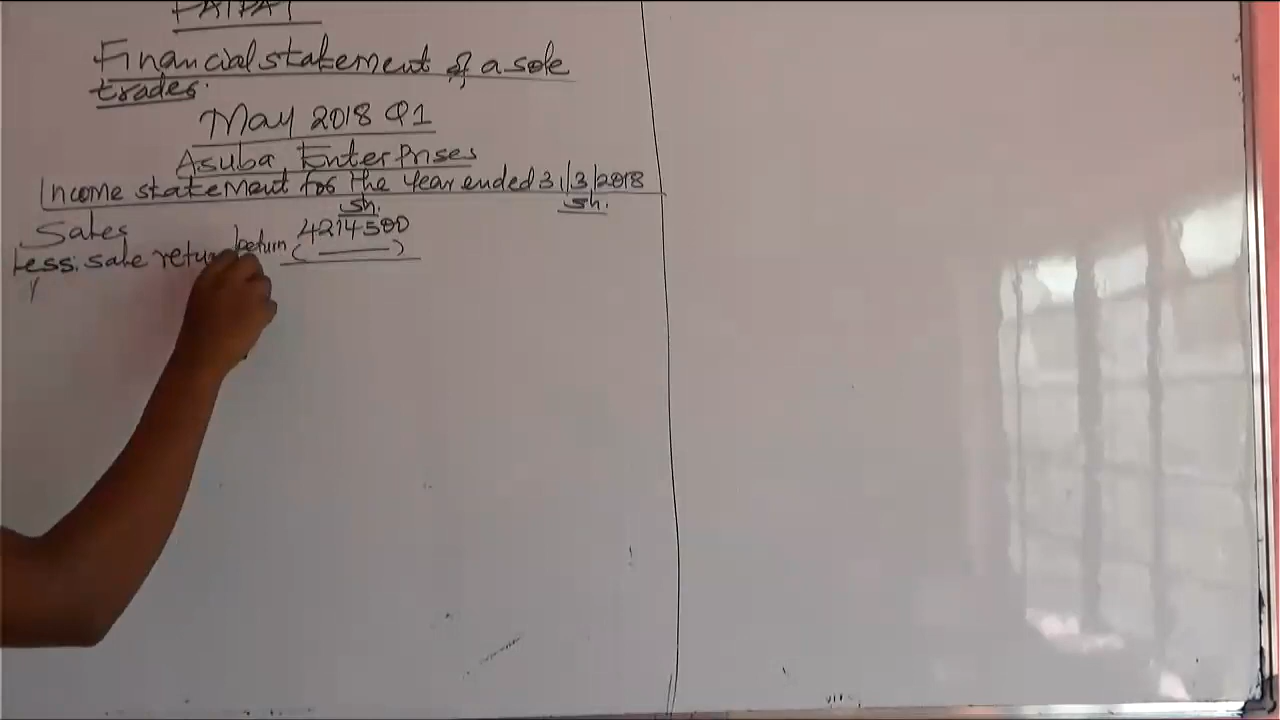 Financial statement of a sole
trader.
May 2018 Q1
Asuba Enterprises
Income statement for the Year ended 31/3/2018
sh. sh.
Sales 4214500
Less: sale return ( —— )